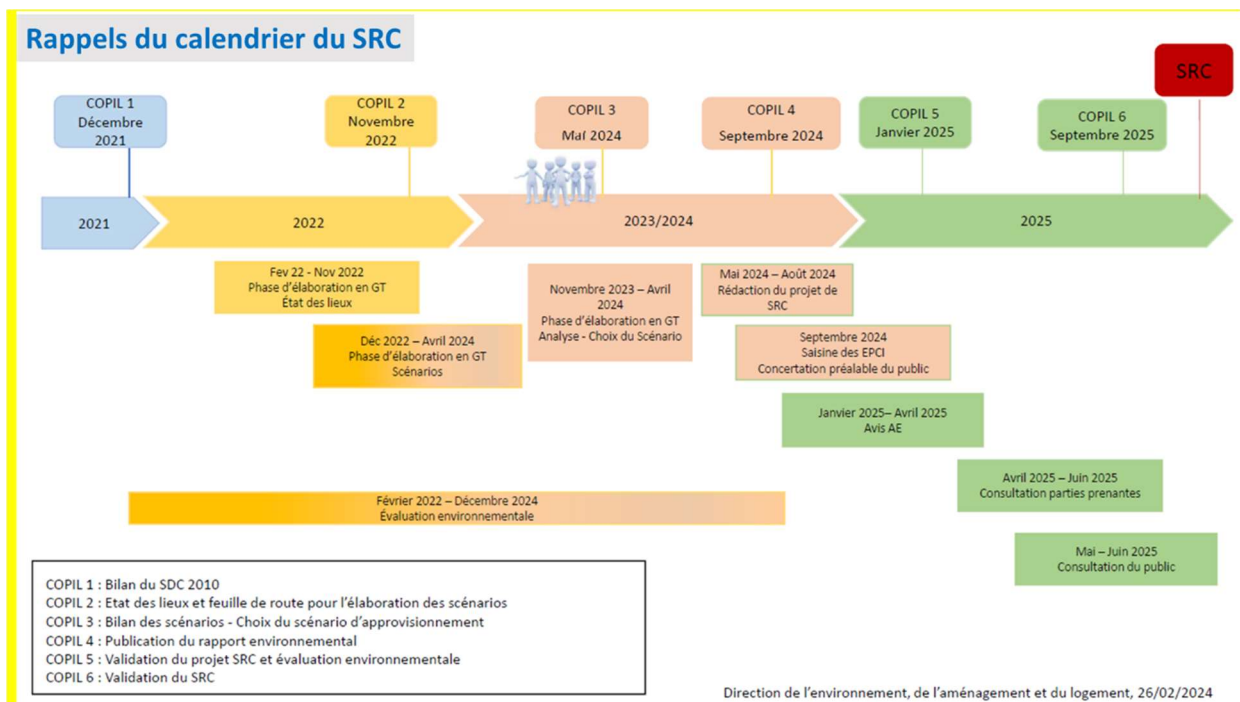 Rappels du calendrier du SRC
SRC
COPIL 1
Décembre
2021
COPIL 2
Novembre
2022
COPIL 3
Mai 2024
COPIL 4
Septembre 2024
COPIL 5
Janvier 2025
COPIL 6
Septembre 2025
2021
2022
2023/2024
2025
Fev 22 - Nov 2022
Phase d'élaboration en GT
État des lieux
Déc 2022 – Avril 2024
Phase d'élaboration en GT
Scénarios
Novembre 2023 – Avril
2024
Phase d'élaboration en GT
Analyse - Choix du Scénario
Mai 2024 – Août 2024
Rédaction du projet de
SRC
Septembre 2024
Saisine des EPCI
Concertation préalable du public
Janvier 2025– Avril 2025
Avis AE
Avril 2025 – Juin 2025
Consultation parties prenantes
Mai – Juin 2025
Consultation du public
Février 2022 – Décembre 2024
Évaluation environnementale
COPIL 1 : Bilan du SDC 2010
COPIL 2 : Etat des lieux et feuille de route pour l'élaboration des scénarios
COPIL 3 : Bilan des scénarios - Choix du scénario d'approvisionnement
COPIL 4 : Publication du rapport environnemental
COPIL 5 : Validation du projet SRC et évaluation environnementale
COPIL 6 : Validation du SRC
Direction de l'environnement, de l'aménagement et du logement, 26/02/2024